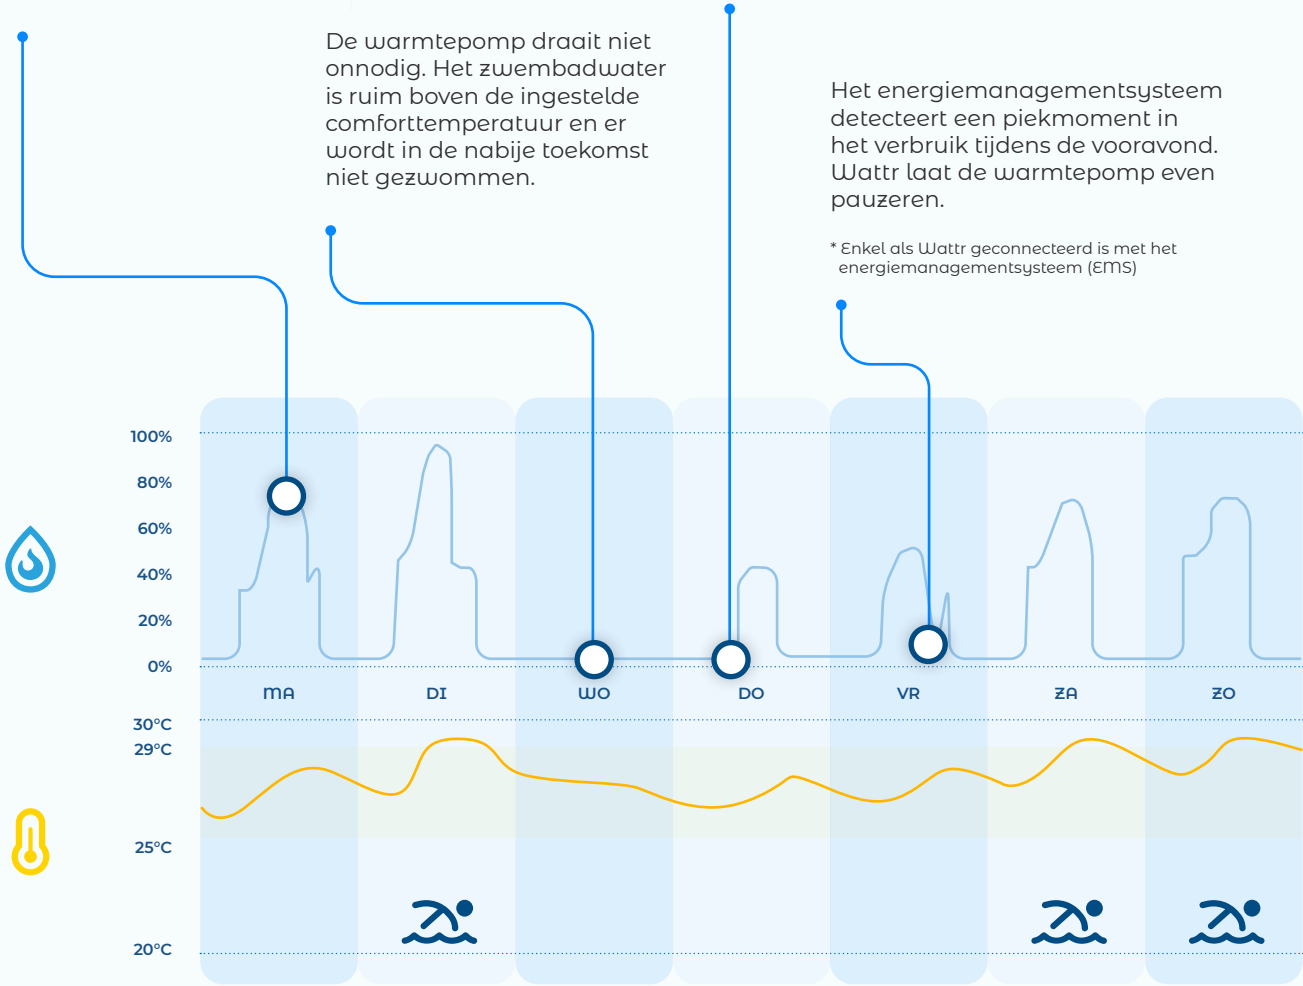 De warmtepomp draait niet
onnodig. Het zwembadwater
is ruim boven de ingestelde
comforttemperatuur en er
wordt in de nabije toekomst
niet gezwommen.
Het energiemanagementsysteem
detecteert een piekmoment in
het verbruik tijdens de vooravond.
Wattr laat de warmtepomp even
pauzeren.
* Enkel als Wattr geconnecteerd is met het
energiemanagementsysteem (EMS)
100%
80%
60%
40%
20%
0%
MA DI WO DO VR ZA ZO
30°C
29°C
25°C
20°C